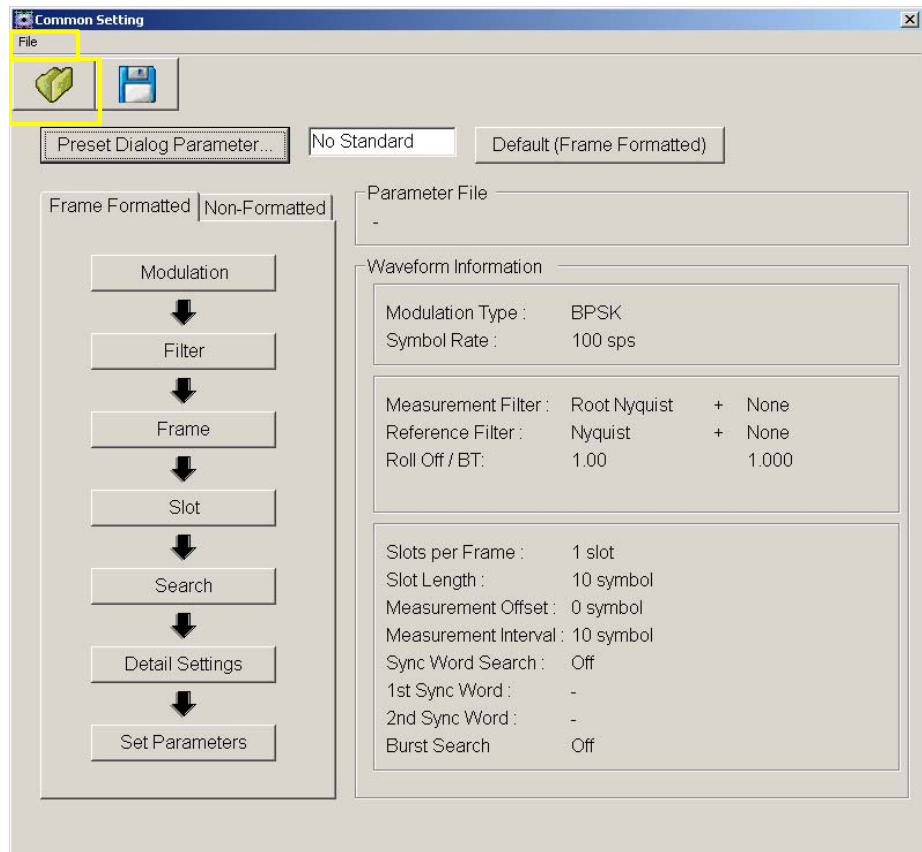 Common Setting
File
Preset Dialog Parameter...
No Standard
Default (Frame Formatted)
Frame Formatted
Non-Formatted
Modulation
Filter
Frame
Slot
Search
Detail Settings
Set Parameters
Parameter File
-
Waveform Information
Modulation Type : BPSK
Symbol Rate : 100 sps
Measurement Filter : Root Nyquist + None
Reference Filter : Nyquist + None
Roll Off / BT: 1.00 1.000
Slots per Frame : 1 slot
Slot Length : 10 symbol
Measurement Offset : 0 symbol
Measurement Interval : 10 symbol
Sync Word Search : Off
1st Sync Word : -
2nd Sync Word : -
Burst Search Off